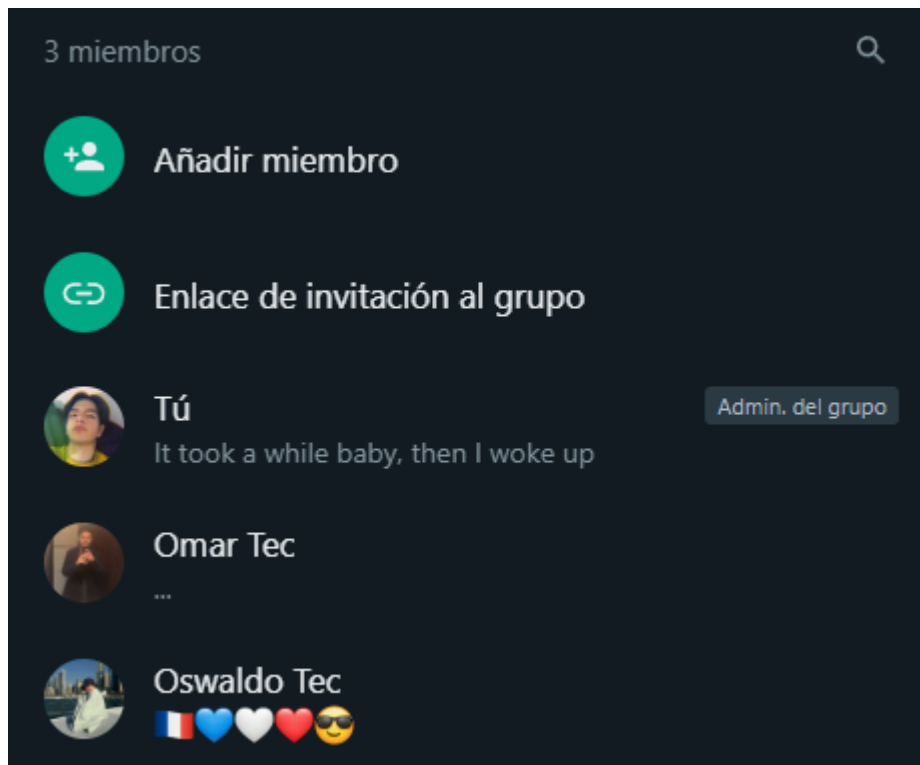 3 miembros
Añadir miembro
Enlace de invitación al grupo
Tú
Admin. del grupo
It took a while baby, then I woke up
Omar Tec
...
Oswaldo Tec
🇫🇷💙🤍❤️😎